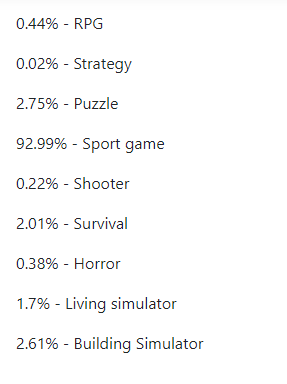 0.44% - RPG
0.02% - Strategy
2.75% - Puzzle
92.99% - Sport game
0.22% - Shooter
2.01% - Survival
0.38% - Horror
1.7% - Living simulator
2.61% - Building Simulator